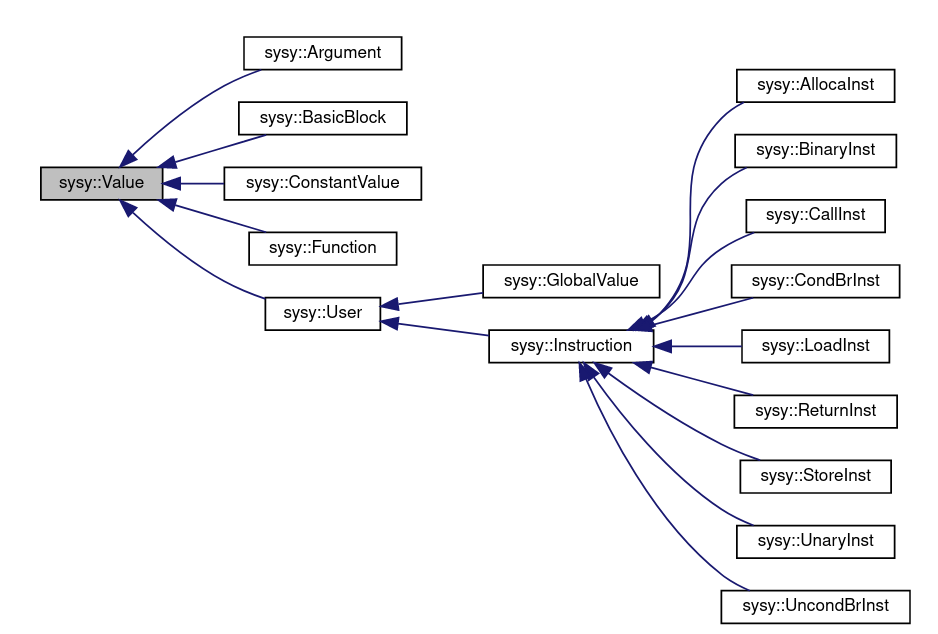 sysy::Value
sysy::Argument
sysy::BasicBlock
sysy::ConstantValue
sysy::Function
sysy::User
sysy::GlobalValue
sysy::Instruction
sysy::AllocaInst
sysy::BinaryInst
sysy::CallInst
sysy::CondBrInst
sysy::LoadInst
sysy::ReturnInst
sysy::StoreInst
sysy::UnaryInst
sysy::UncondBrInst